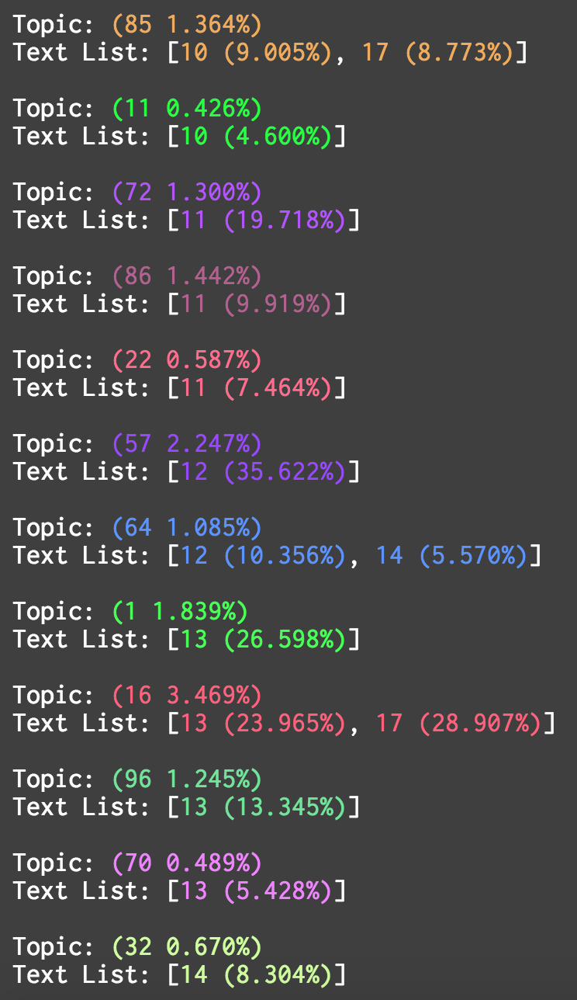 Topic: (85 1.364%)
Text List: [10 (9.005%), 17 (8.773%)]
Topic: (11 0.426%)
Text List: [10 (4.600%)]
Topic: (72 1.300%)
Text List: [11 (19.718%)]
Topic: (86 1.442%)
Text List: [11 (9.919%)]
Topic: (22 0.587%)
Text List: [11 (7.464%)]
Topic: (57 2.247%)
Text List: [12 (35.622%)]
Topic: (64 1.085%)
Text List: [12 (10.356%), 14 (5.570%)]
Topic: (1 1.839%)
Text List: [13 (26.598%)]
Topic: (16 3.469%)
Text List: [13 (23.965%), 17 (28.907%)]
Topic: (96 1.245%)
Text List: [13 (13.345%)]
Topic: (70 0.489%)
Text List: [13 (5.428%)]
Topic: (32 0.670%)
Text List: [14 (8.304%)]